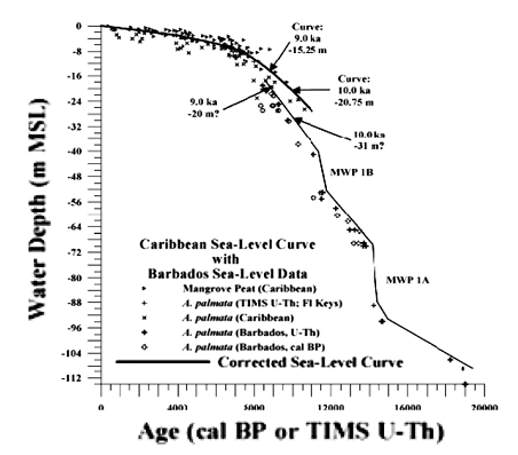 0
-8
-16
-24
-32
-40
-48
-56
-64
-72
-80
-88
-96
-104
-112
Water Depth (m MSL)
Curve:
9.0 ka
-15.25 m
Curve:
10.0 ka
-20.75 m
9.0 ka
-20 m?
10.0 ka
-31 m?
MWP 1B
MWP 1A
Caribbean Sea-Level Curve
with
Barbados Sea-Level Data
Mangrove Peat (Caribbean)
A. palmata (TIMS U-Th; Fl Keys)
A. palmata (Caribbean)
A. palmata (Barbados, U-Th)
A. palmata (Barbados, cal BP)
Corrected Sea-Level Curve
0 4000 8000 12000 16000 20000
Age (cal BP or TIMS U-Th)